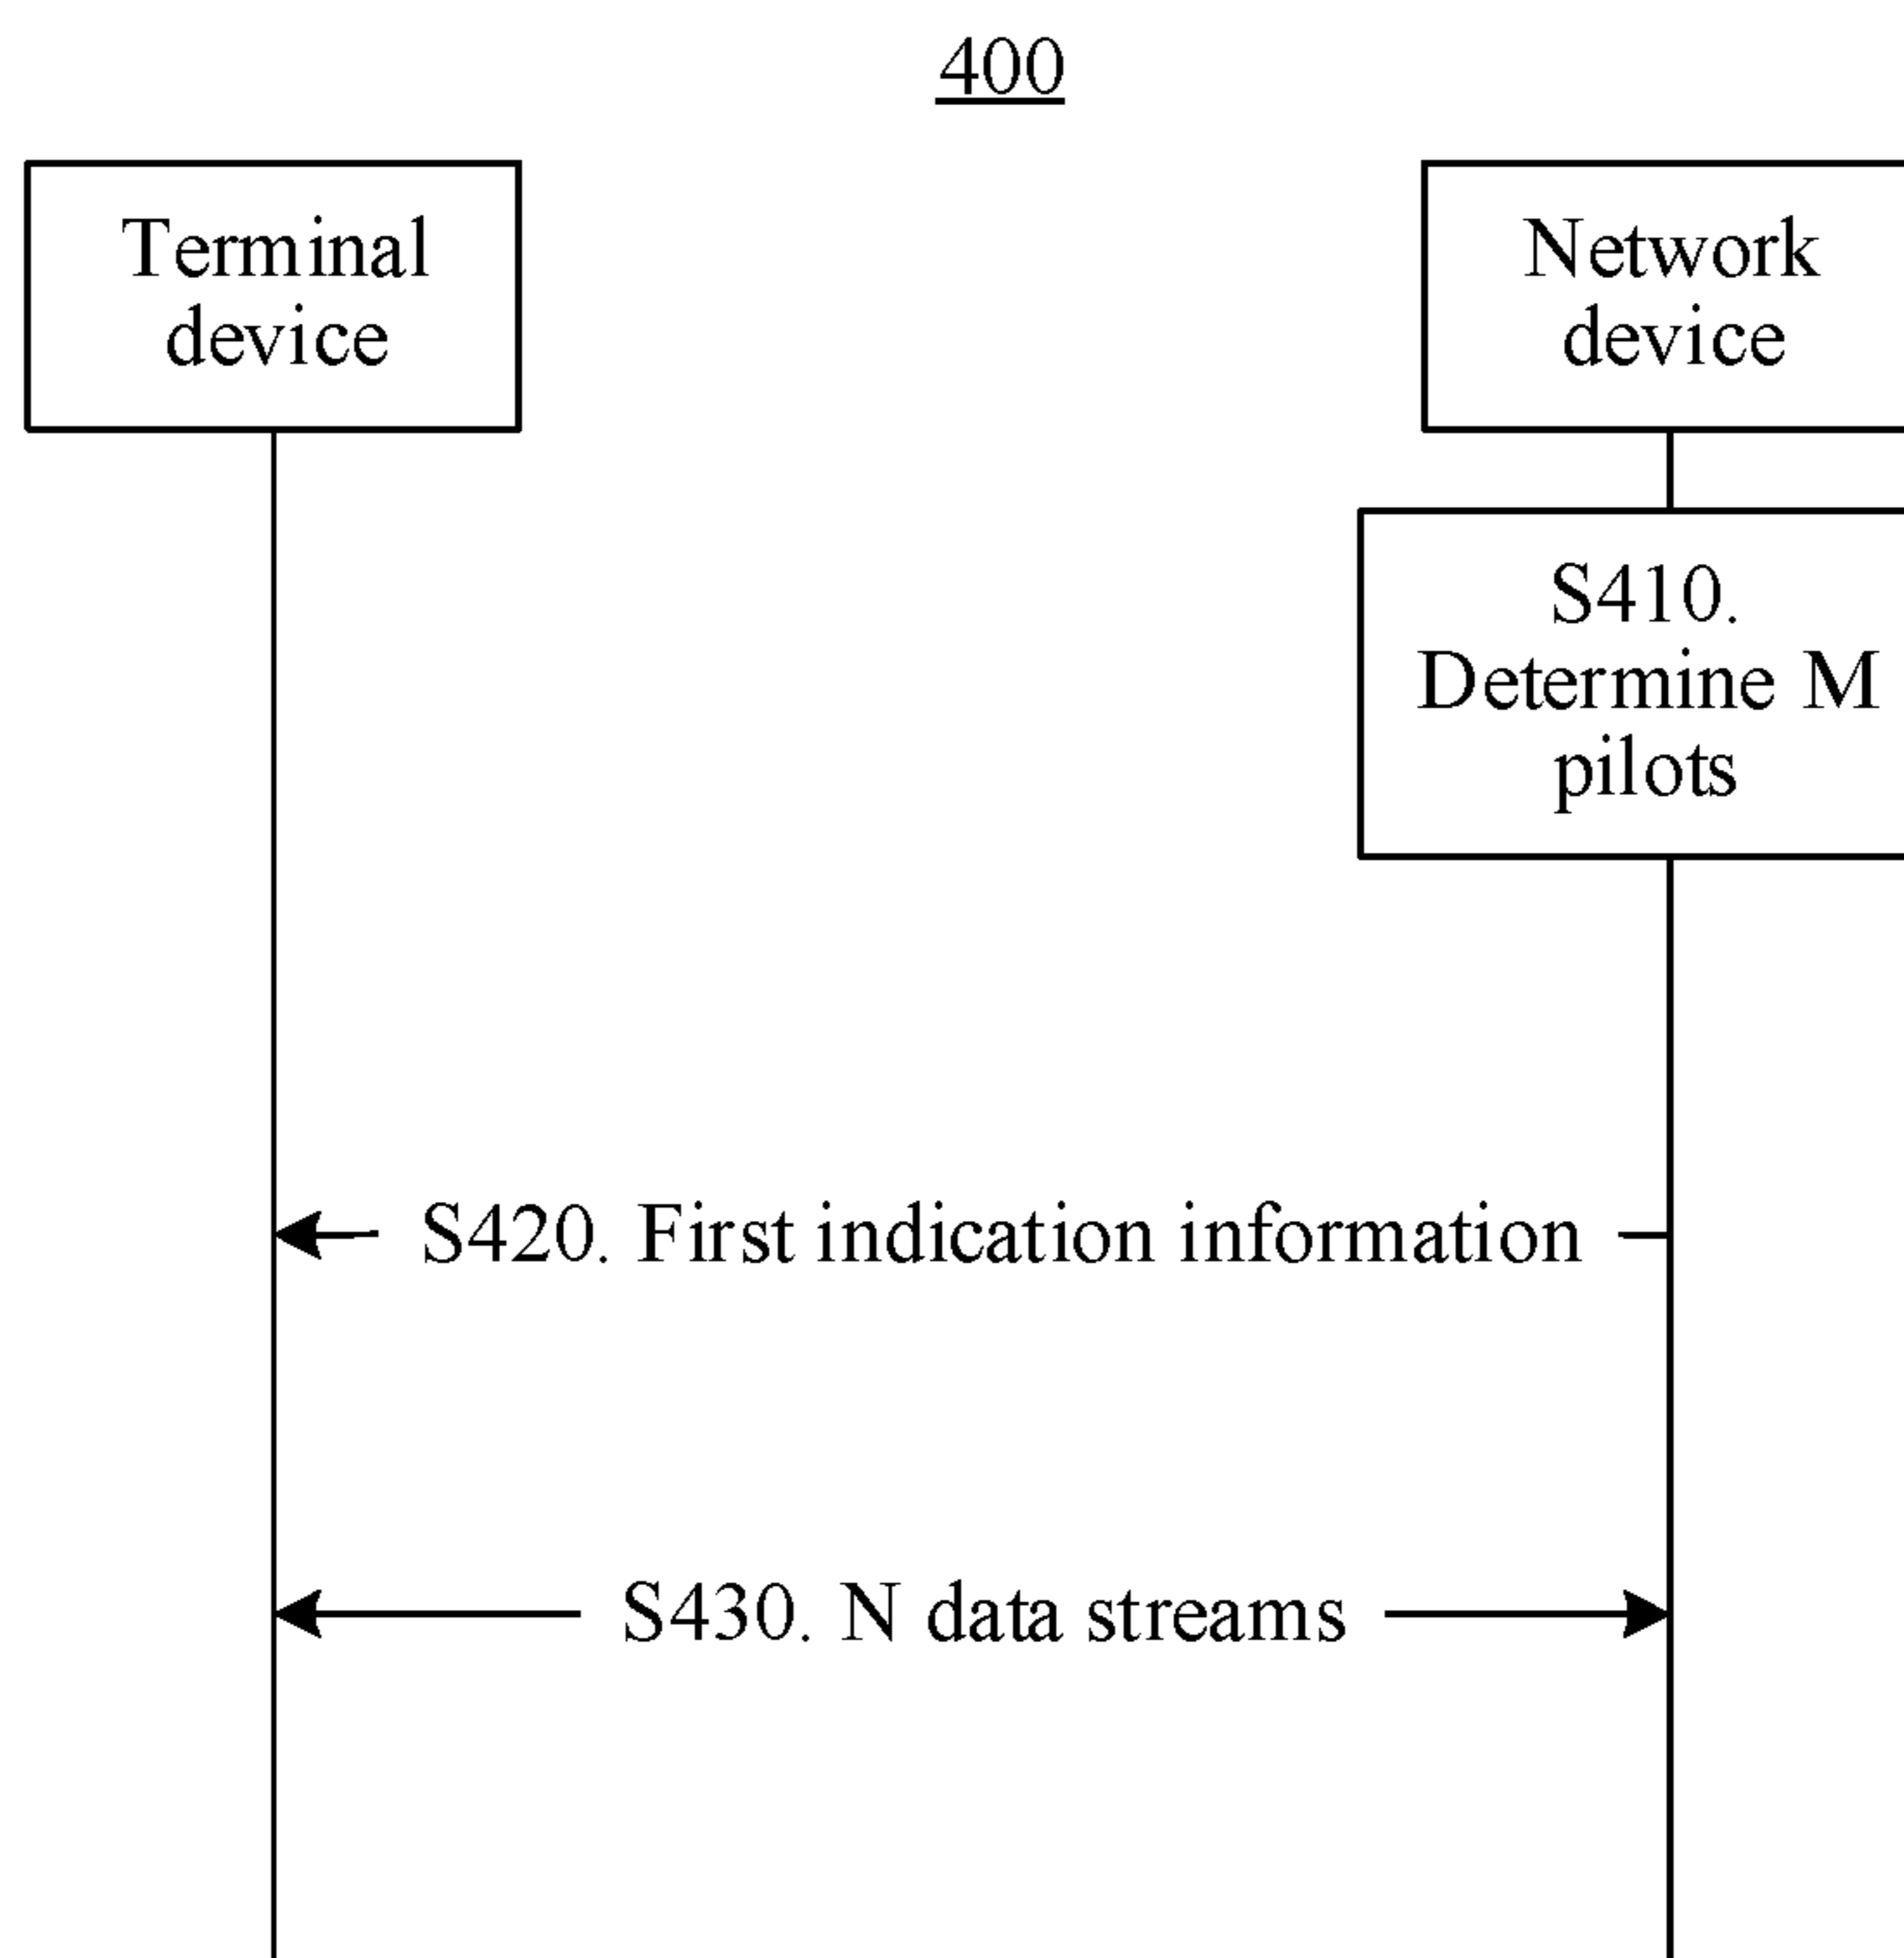 400
Terminal
device
Network
device
S410.
Determine M
pilots
S420. First indication information
S430. N data streams